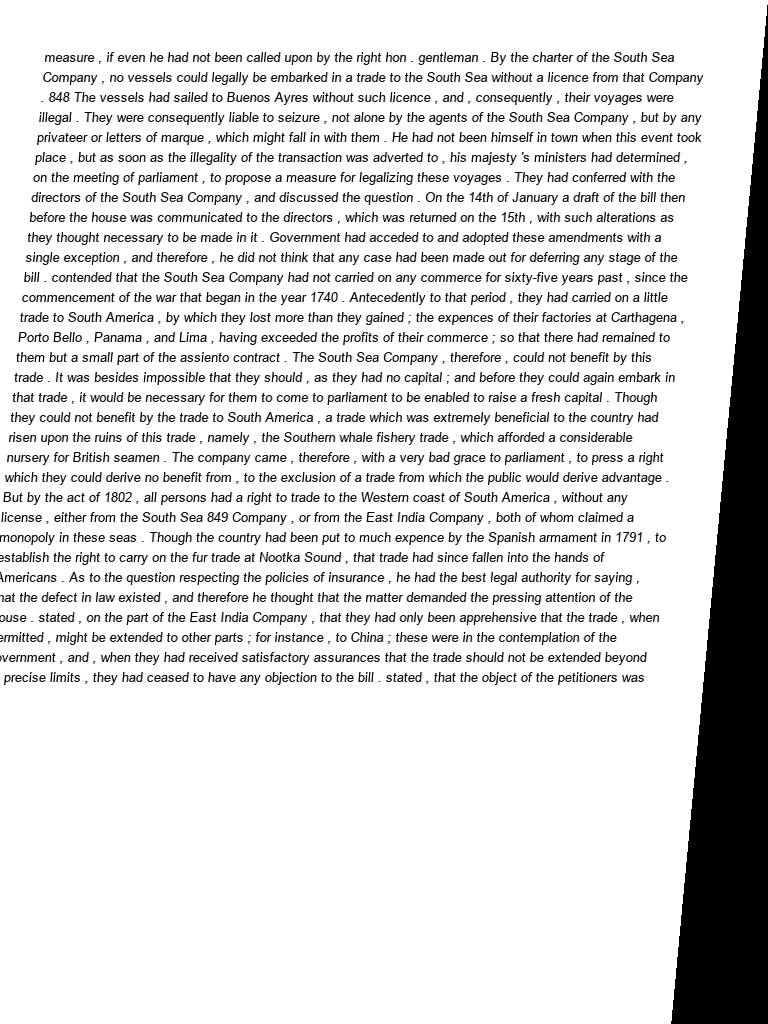 measure , if even he had not been called upon by the right hon . gentleman . By the charter of the South Sea
Company , no vessels could legally be embarked in a trade to the South Sea without a licence from that Company
. 848 The vessels had sailed to Buenos Ayres without such licence , and , consequently , their voyages were
illegal . They were consequently liable to seizure , not alone by the agents of the South Sea Company , but by any
privateer or letters of marque , which might fall in with them . He had not been himself in town when this event took
place , but as soon as the illegality of the transaction was adverted to , his majesty 's ministers had determined ,
on the meeting of parliament , to propose a measure for legalizing these voyages . They had conferred with the
directors of the South Sea Company , and discussed the question . On the 14th of January a draft of the bill then
before the house was communicated to the directors , which was returned on the 15th , with such alterations as
they thought necessary to be made in it . Government had acceded to and adopted these amendments with a
single exception , and therefore , he did not think that any case had been made out for deferring any stage of the
bill . contended that the South Sea Company had not carried on any commerce for sixty-five years past , since the
commencement of the war that began in the year 1740 . Antecedently to that period , they had carried on a little
trade to South America , by which they lost more than they gained ; the expences of their factories at Carthagena ,
Porto Bello , Panama , and Lima , having exceeded the profits of their commerce ; so that there had remained to
them but a small part of the assiento contract . The South Sea Company , therefore , could not benefit by this
trade . It was besides impossible that they should , as they had no capital ; and before they could again embark in
that trade , it would be necessary for them to come to parliament to be enabled to raise a fresh capital . Though
they could not benefit by the trade to South America , a trade which was extremely beneficial to the country had
risen upon the ruins of this trade , namely , the Southern whale fishery trade , which afforded a considerable
nursery for British seamen . The company came , therefore , with a very bad grace to parliament , to press a right
which they could derive no benefit from , to the exclusion of a trade from which the public would derive advantage .
But by the act of 1802 , all persons had a right to trade to the Western coast of South America , without any
license , either from the South Sea 849 Company , or from the East India Company , both of whom claimed a
monopoly in these seas . Though the country had been put to much expence by the Spanish armament in 1791 , to
establish the right to carry on the fur trade at Nootka Sound , that trade had since fallen into the hands of
Americans . As to the question respecting the policies of insurance , he had the best legal authority for saying ,
hat the defect in law existed , and therefore he thought that the matter demanded the pressing attention of the
ouse . stated , on the part of the East India Company , that they had only been apprehensive that the trade , when
ermitted , might be extended to other parts ; for instance , to China ; these were in the contemplation of the
overnment , and , when they had received satisfactory assurances that the trade should not be extended beyond
precise limits , they had ceased to have any objection to the bill . stated , that the object of the petitioners was